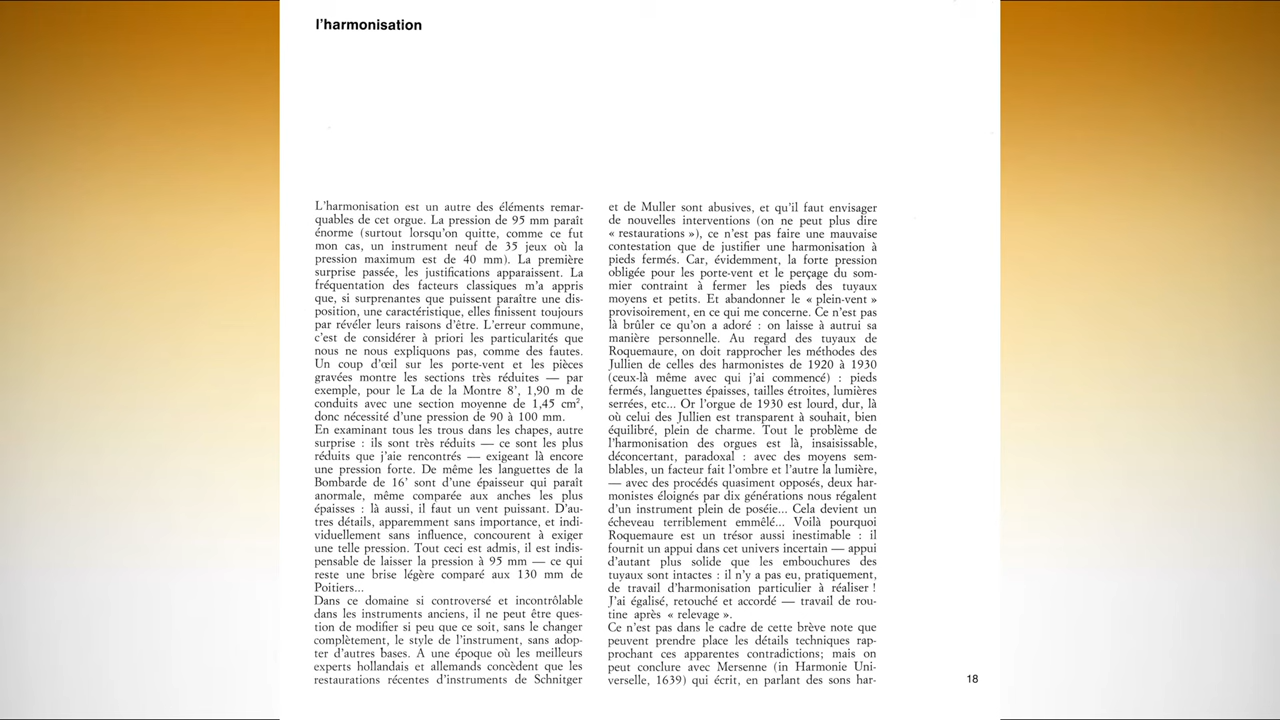 l'harmonisation
L'harmonisation est un autre des éléments remar-
quables de cet orgue. La pression de 95 mm paraît
énorme (surtout lorsqu'on quitte, comme ce fut
mon cas, un instrument neuf de 35 jeux où la
pression maximum est de 40 mm). La première
surprise passée, les justifications apparaissent. La
fréquentation des facteurs classiques m'a appris
que, si surprenantes que puissent paraître une dis-
position, une caractéristique, elles finissent toujours
par révéler leurs raisons d'être. L'erreur commune,
c'est de considérer à priori les particularités que
nous ne nous expliquons pas, comme des fautes.
Un coup d'œil sur les porte-vent et les pièces
gravées montre les sections très réduites — par
exemple, pour le La de la Montre 8', 1,90 m de
conduits avec une section moyenne de 1,45 cm²,
donc nécessité d'une pression de 90 à 100 mm.
En examinant tous les trous dans les chapes, autre
surprise : ils sont très réduits — ce sont les plus
réduits que j'aie rencontrés — exigeant là encore
une pression forte. De même les languettes de la
Bombarde de 16' sont d'une épaisseur qui paraît
anormale, même comparée aux anches les plus
épaisses : là aussi, il faut un vent puissant. D'au-
tres détails, apparemment sans importance, et indi-
viduellement sans influence, concourent à exiger
une telle pression. Tout ceci est admis, il est indis-
pensable de laisser la pression à 95 mm — ce qui
reste une brise légère comparé aux 130 mm de
Poitiers...
Dans ce domaine si controversé et incontrôlable
dans les instruments anciens, il ne peut être ques-
tion de modifier si peu que ce soit, sans le changer
complètement, le style de l'instrument, sans adop-
ter d'autres bases. A une époque où les meilleurs
experts hollandais et allemands concèdent que les
restaurations récentes d'instruments de Schnitger
et de Muller sont abusives, et qu'il faut envisager
de nouvelles interventions (on ne peut plus dire
« restaurations »), ce n'est pas faire une mauvaise
contestation que de justifier une harmonisation à
pieds fermés. Car, évidemment, la forte pression
obligée pour les porte-vent et le perçage du som-
mier contraint à fermer les pieds des tuyaux
moyens et petits. Et abandonner le « plein-vent »
provisoirement, en ce qui me concerne. Ce n'est pas
là brûler ce qu'on a adoré : on laisse à autrui sa
manière personnelle. Au regard des tuyaux de
Roquemaure, on doit rapprocher les méthodes des
Jullien de celles des harmonistes de 1920 à 1930
(ceux-là même avec qui j'ai commencé) : pieds
fermés, languettes épaisses, tailles étroites, lumières
serrées, etc... Or l'orgue de 1930 est lourd, dur, là
où celui des Jullien est transparent à souhait, bien
équilibré, plein de charme. Tout le problème de
l'harmonisation des orgues est là, insaisissable,
déconcertant, paradoxal : avec des moyens sem-
blables, un facteur fait l'ombre et l'autre la lumière,
— avec des procédés quasiment opposés, deux har-
monistes éloignés par dix générations nous régalent
d'un instrument plein de poséie... Cela devient un
écheveau terriblement emmêlé... Voilà pourquoi
Roquemaure est un trésor aussi inestimable : il
fournit un appui dans cet univers incertain — appui
d'autant plus solide que les embouchures des
tuyaux sont intactes : il n'y a pas eu, pratiquement,
de travail d'harmonisation particulier à réaliser !
J'ai égalisé, retouché et accordé — travail de rou-
tine après « relevage ».
Ce n'est pas dans le cadre de cette brève note que
peuvent prendre place les détails techniques rap-
prochant ces apparentes contradictions; mais on
peut conclure avec Mersenne (in Harmonie Uni-
verselle, 1639) qui écrit, en parlant des sons har-
18